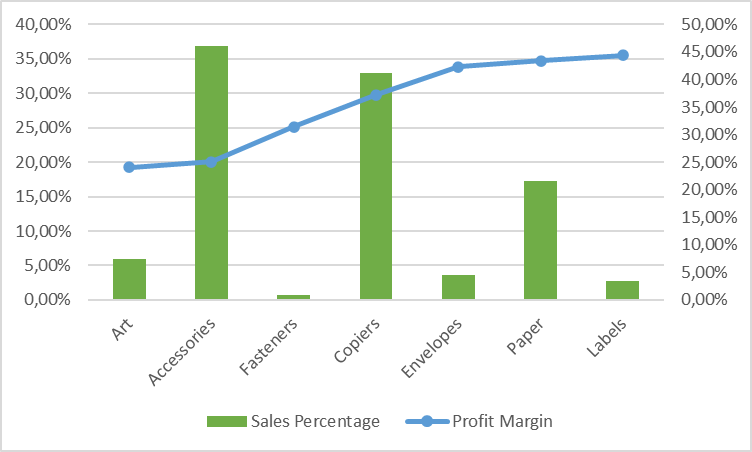 40,00%
35,00%
30,00%
25,00%
20,00%
15,00%
10,00%
5,00%
0,00%
50,00%
45,00%
40,00%
35,00%
30,00%
25,00%
20,00%
15,00%
10,00%
5,00%
0,00%
Art
Accessories
Fasteners
Copiers
Envelopes
Paper
Labels
Sales Percentage Profit Margin